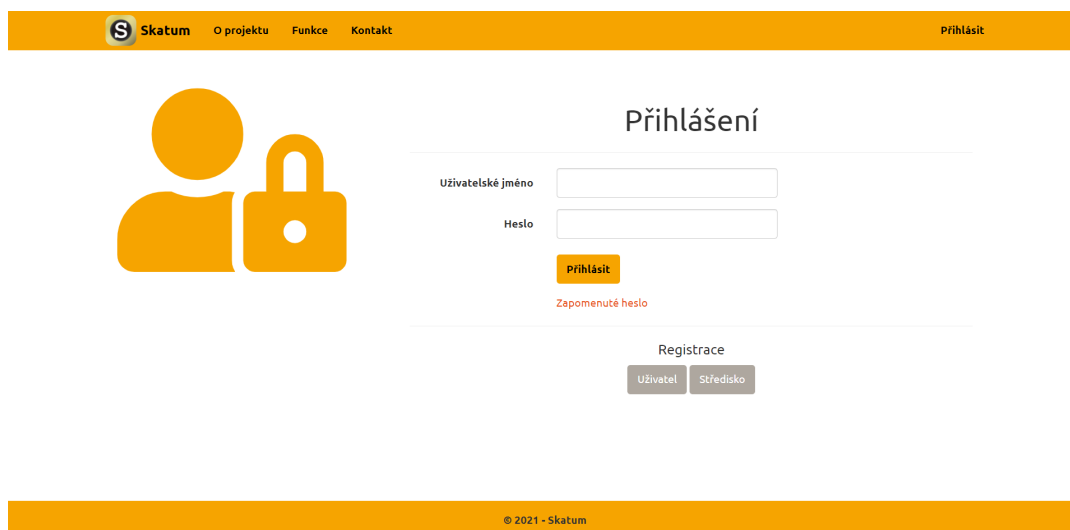 S Skatum O projektu Funkce Kontakt Přihlásit
Přihlášení
Uživatelské jméno
Heslo
Přihlásit
Zapomenuté heslo
Registrace
Uživatel Středisko
© 2021 - Skatum